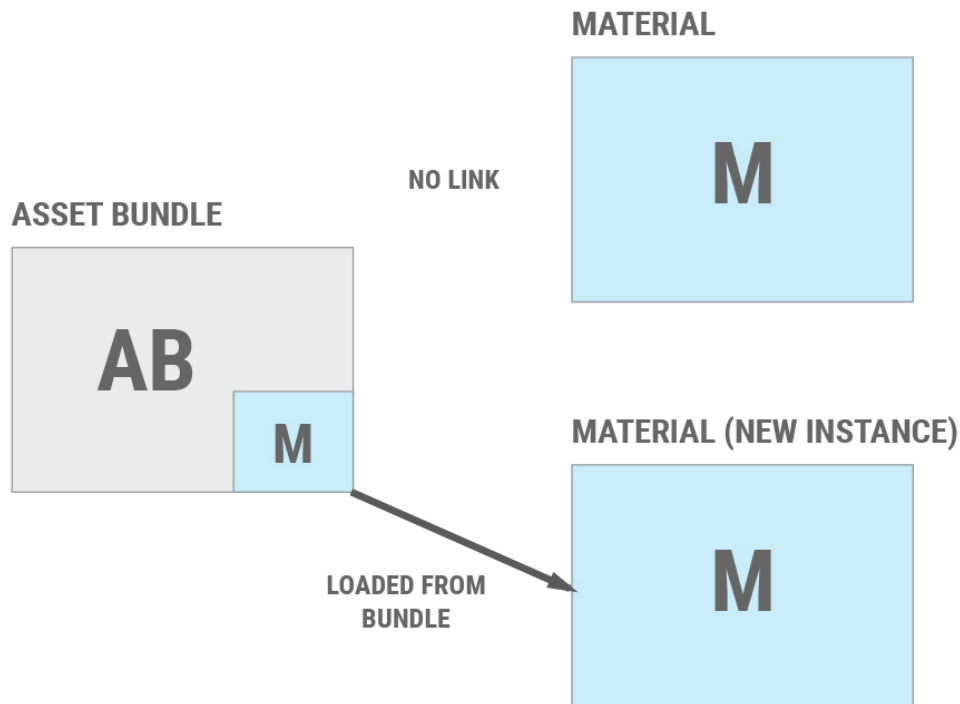 MATERIAL
M
NO LINK
ASSET BUNDLE
AB
M
MATERIAL (NEW INSTANCE)
M
LOADED FROM
BUNDLE